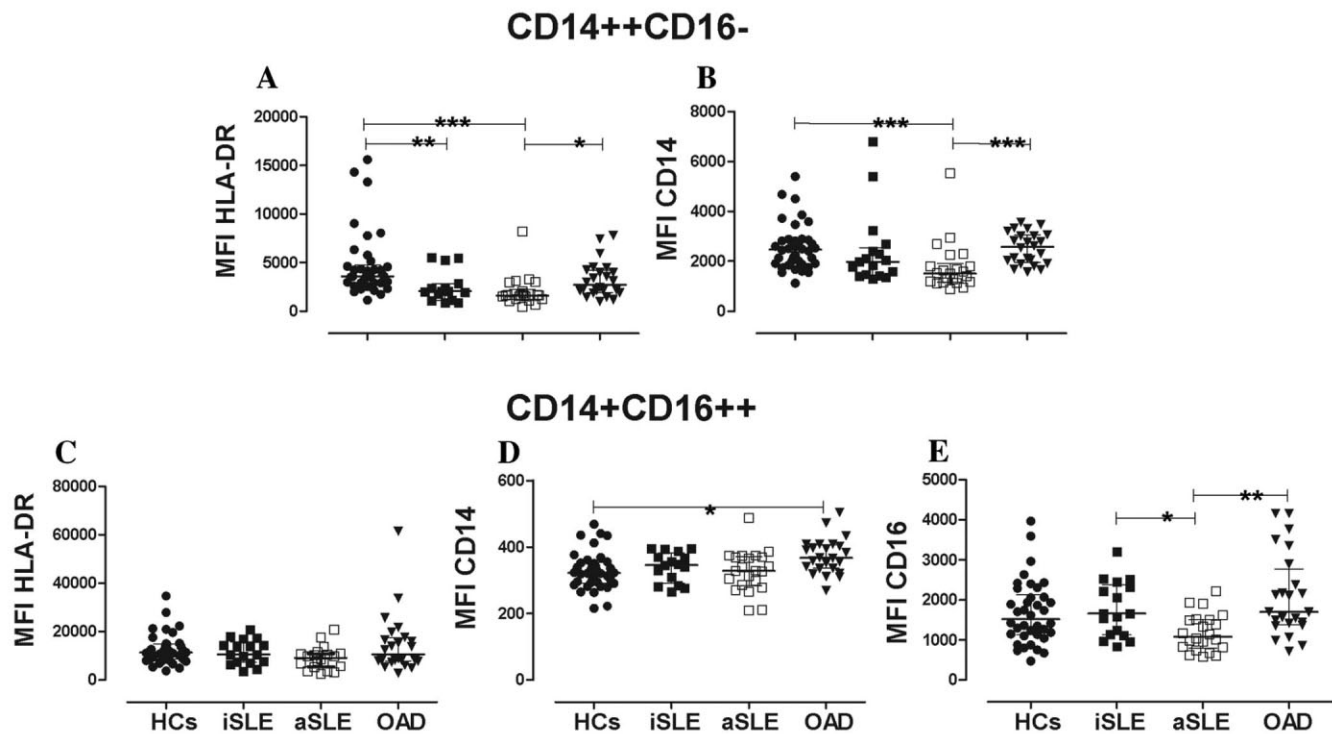 CD14++CD16-
A
MFI HLA-DR
20000
15000
10000
5000
0
***
**
*
B
MFI CD14
8000
6000
4000
2000
0
***
***
CD14+CD16++
C
MFI HLA-DR
80000
60000
40000
20000
0
HCs iSLE aSLE OAD
D
MFI CD14
600
400
200
0
*
HCs iSLE aSLE OAD
E
MFI CD16
5000
4000
3000
2000
1000
0
*
**
HCs iSLE aSLE OAD